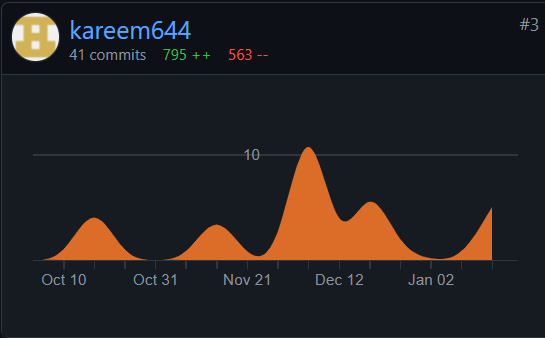 kareem644
#3
41 commits 795 ++ 563 --
10
Oct 10 Oct 31 Nov 21 Dec 12 Jan 02